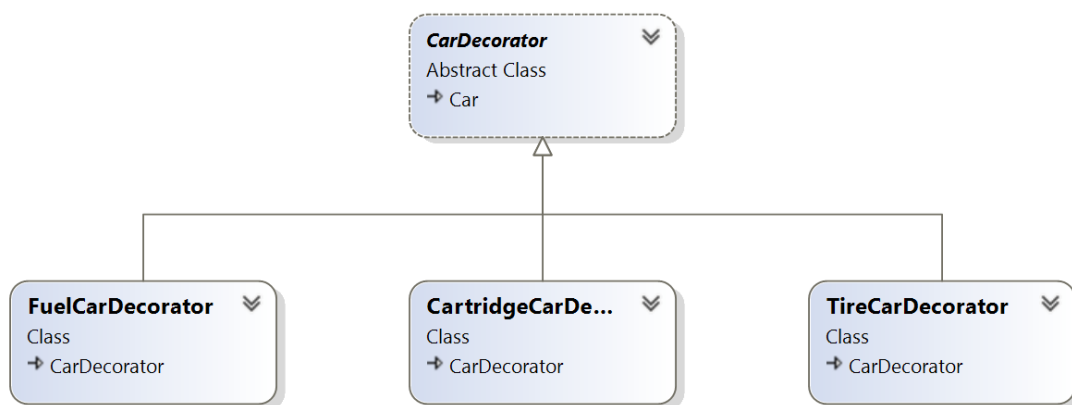 CarDecorator
Abstract Class
Car
FuelCarDecorator
Class
CarDecorator
CartridgeCarDe...
Class
CarDecorator
TireCarDecorator
Class
CarDecorator